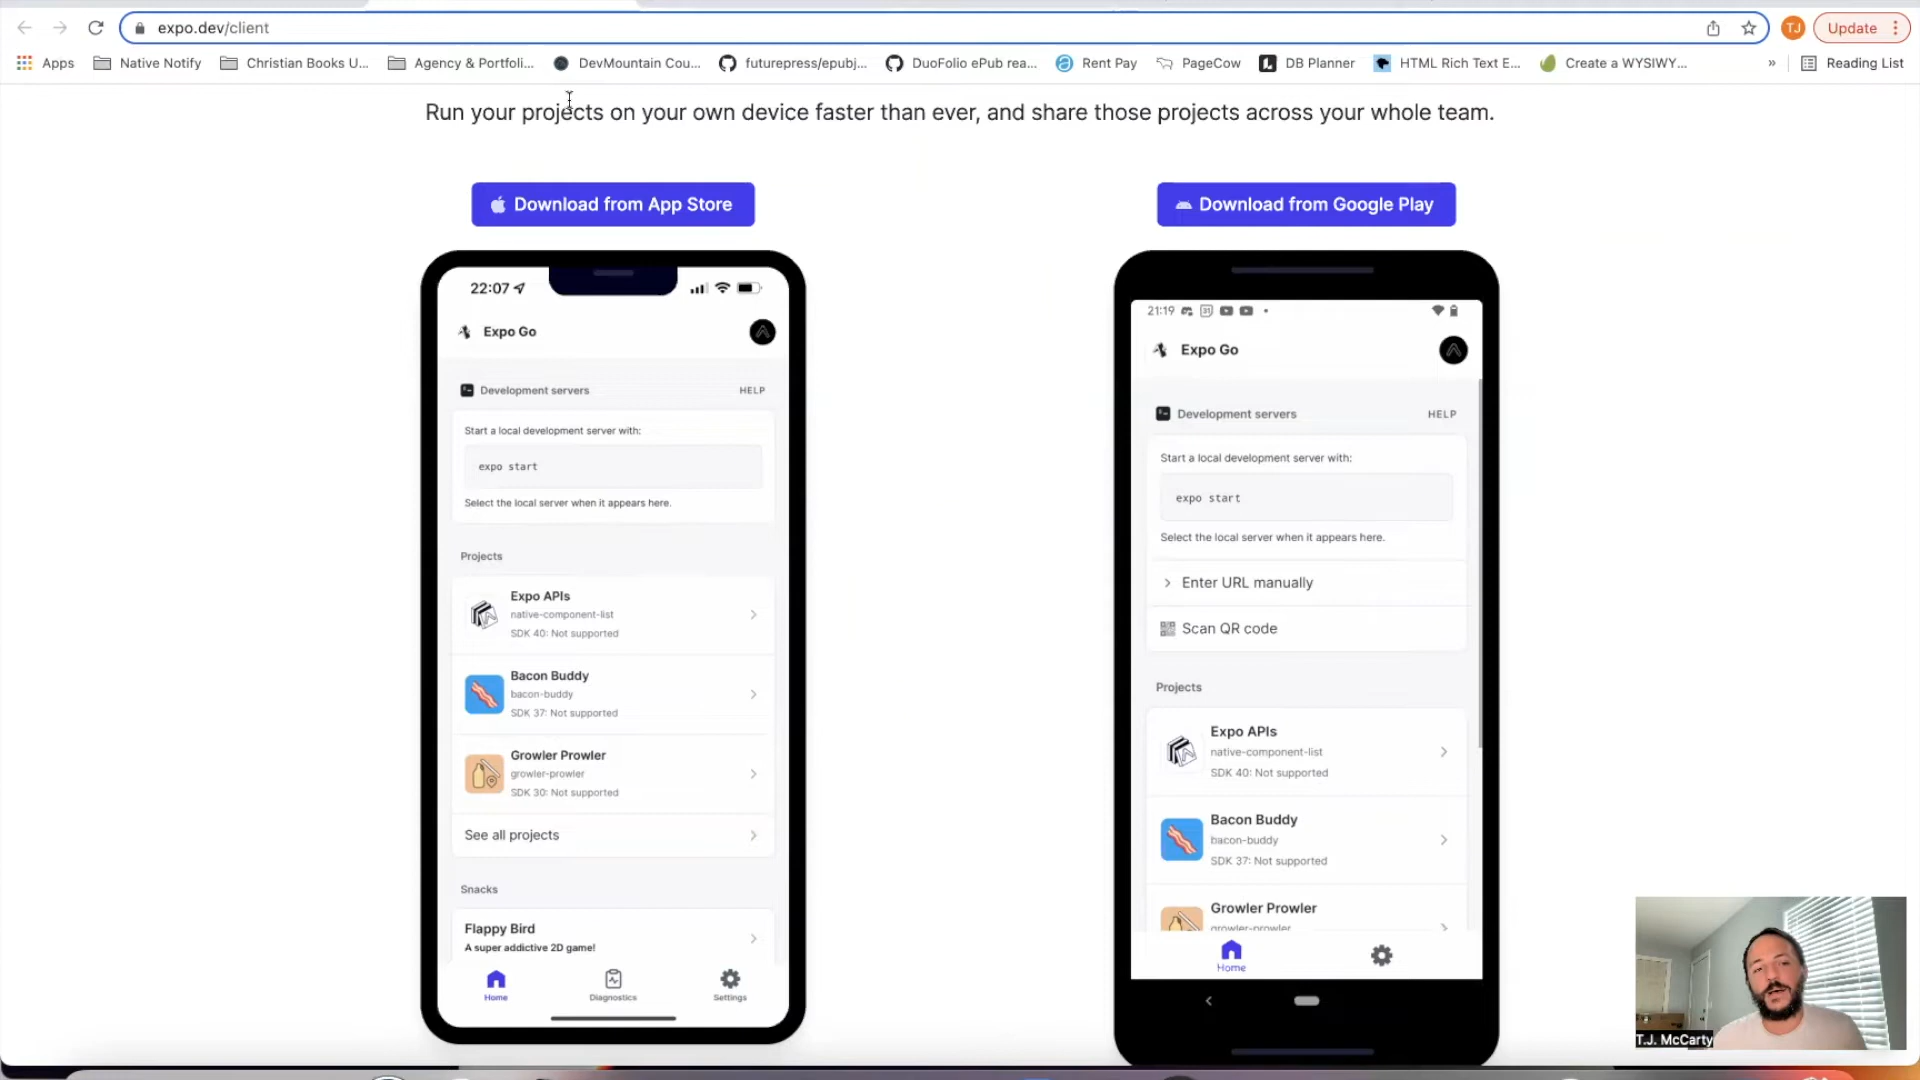 expo.dev/client
TJ
Update
Apps
Native Notify
Christian Books U...
Agency & Portfoli...
DevMountain Cou...
futurepress/epubj...
DuoFolio ePub rea...
Rent Pay
PageCow
DB Planner
HTML Rich Text E...
Create a WYSIWY...
»
Reading List
Run your projects on your own device faster than ever, and share those projects across your whole team.
Download from App Store
22:07
Expo Go
Development servers
HELP
Start a local development server with:
expo start
Select the local server when it appears here.
Projects
Expo APIs
native-component-list
SDK 40: Not supported
Bacon Buddy
bacon-buddy
SDK 37: Not supported
Growler Prowler
growler-prowler
SDK 30: Not supported
See all projects
Snacks
Flappy Bird
A super addictive 2D game!
Home
Diagnostics
Settings
Download from Google Play
21:19
31
Expo Go
Development servers
HELP
Start a local development server with:
expo start
Select the local server when it appears here.
Enter URL manually
Scan QR code
Projects
Expo APIs
native-component-list
SDK 40: Not supported
Bacon Buddy
bacon-buddy
SDK 37: Not supported
Growler Prowler
growler-prowler
Home
T.J. McCarty